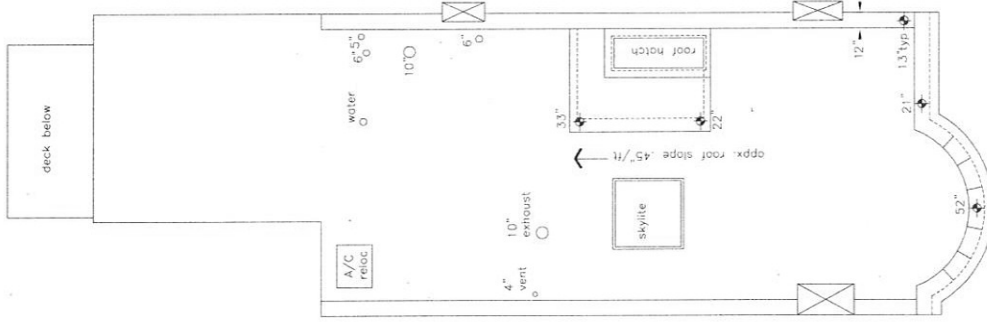 deck below
6"
5"
10"
6"
water
roof hatch
12"
13"typ
33"
22"
21"
appx. roof slope .45"/ft
A/C
reloc
10"
exhaust
skylite
52"
4"
vent